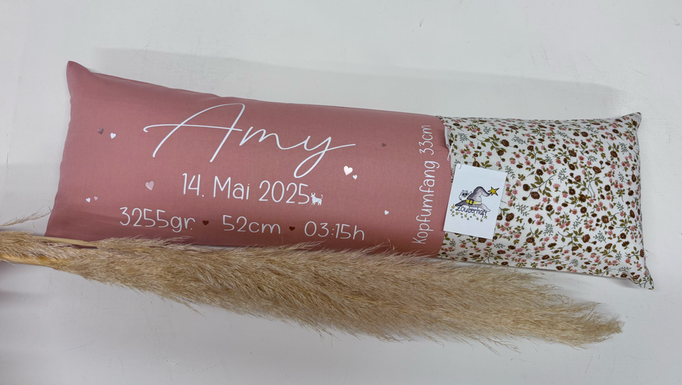 Amy
14. Mai 2025
3255gr. 52cm 03:15h
Kopfumfang 33cm